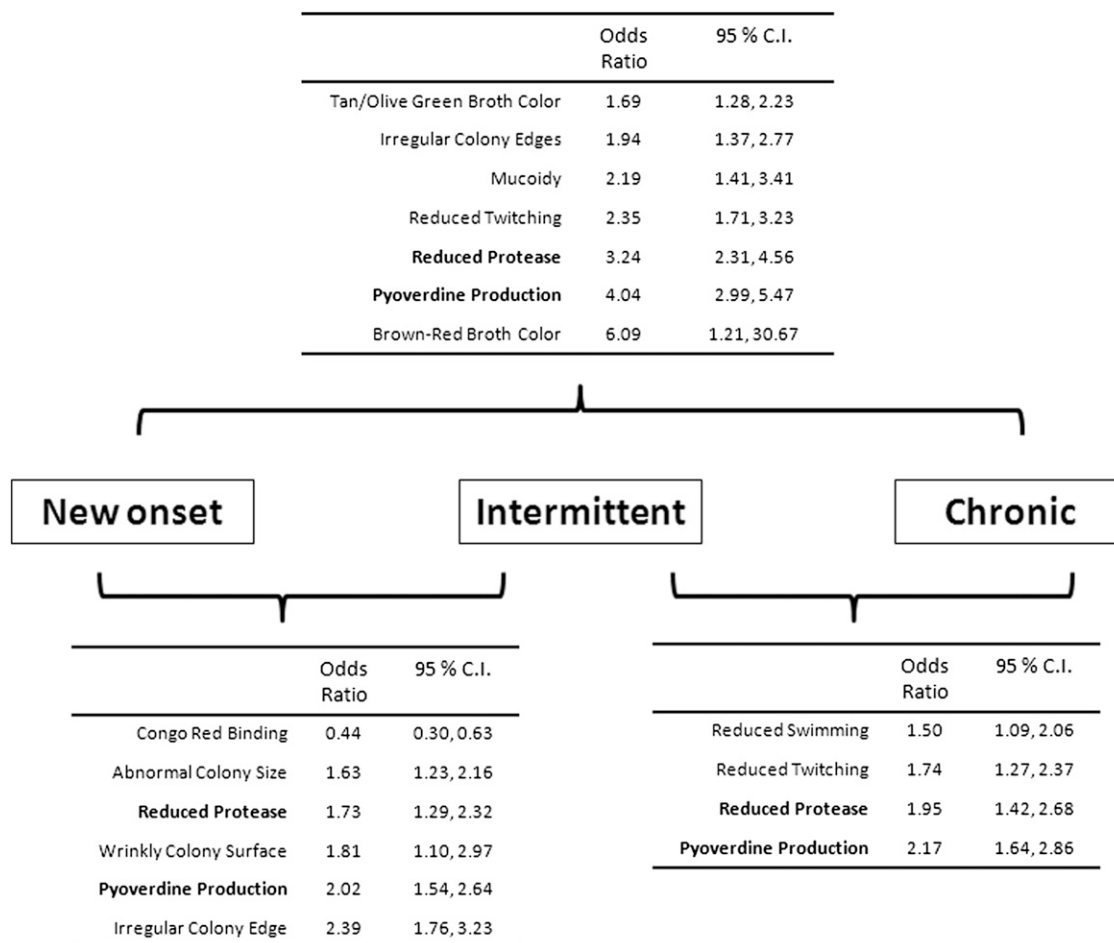 Odds Ratio 95 % C.I.
Tan/Olive Green Broth Color 1.69 1.28, 2.23
Irregular Colony Edges 1.94 1.37, 2.77
Mucoidy 2.19 1.41, 3.41
Reduced Twitching 2.35 1.71, 3.23
Reduced Protease 3.24 2.31, 4.56
Pyoverdine Production 4.04 2.99, 5.47
Brown-Red Broth Color 6.09 1.21, 30.67
New onset Intermittent Chronic
Odds Ratio 95 % C.I.
Congo Red Binding 0.44 0.30, 0.63
Abnormal Colony Size 1.63 1.23, 2.16
Reduced Protease 1.73 1.29, 2.32
Wrinkly Colony Surface 1.81 1.10, 2.97
Pyoverdine Production 2.02 1.54, 2.64
Irregular Colony Edge 2.39 1.76, 3.23
Odds Ratio 95 % C.I.
Reduced Swimming 1.50 1.09, 2.06
Reduced Twitching 1.74 1.27, 2.37
Reduced Protease 1.95 1.42, 2.68
Pyoverdine Production 2.17 1.64, 2.86